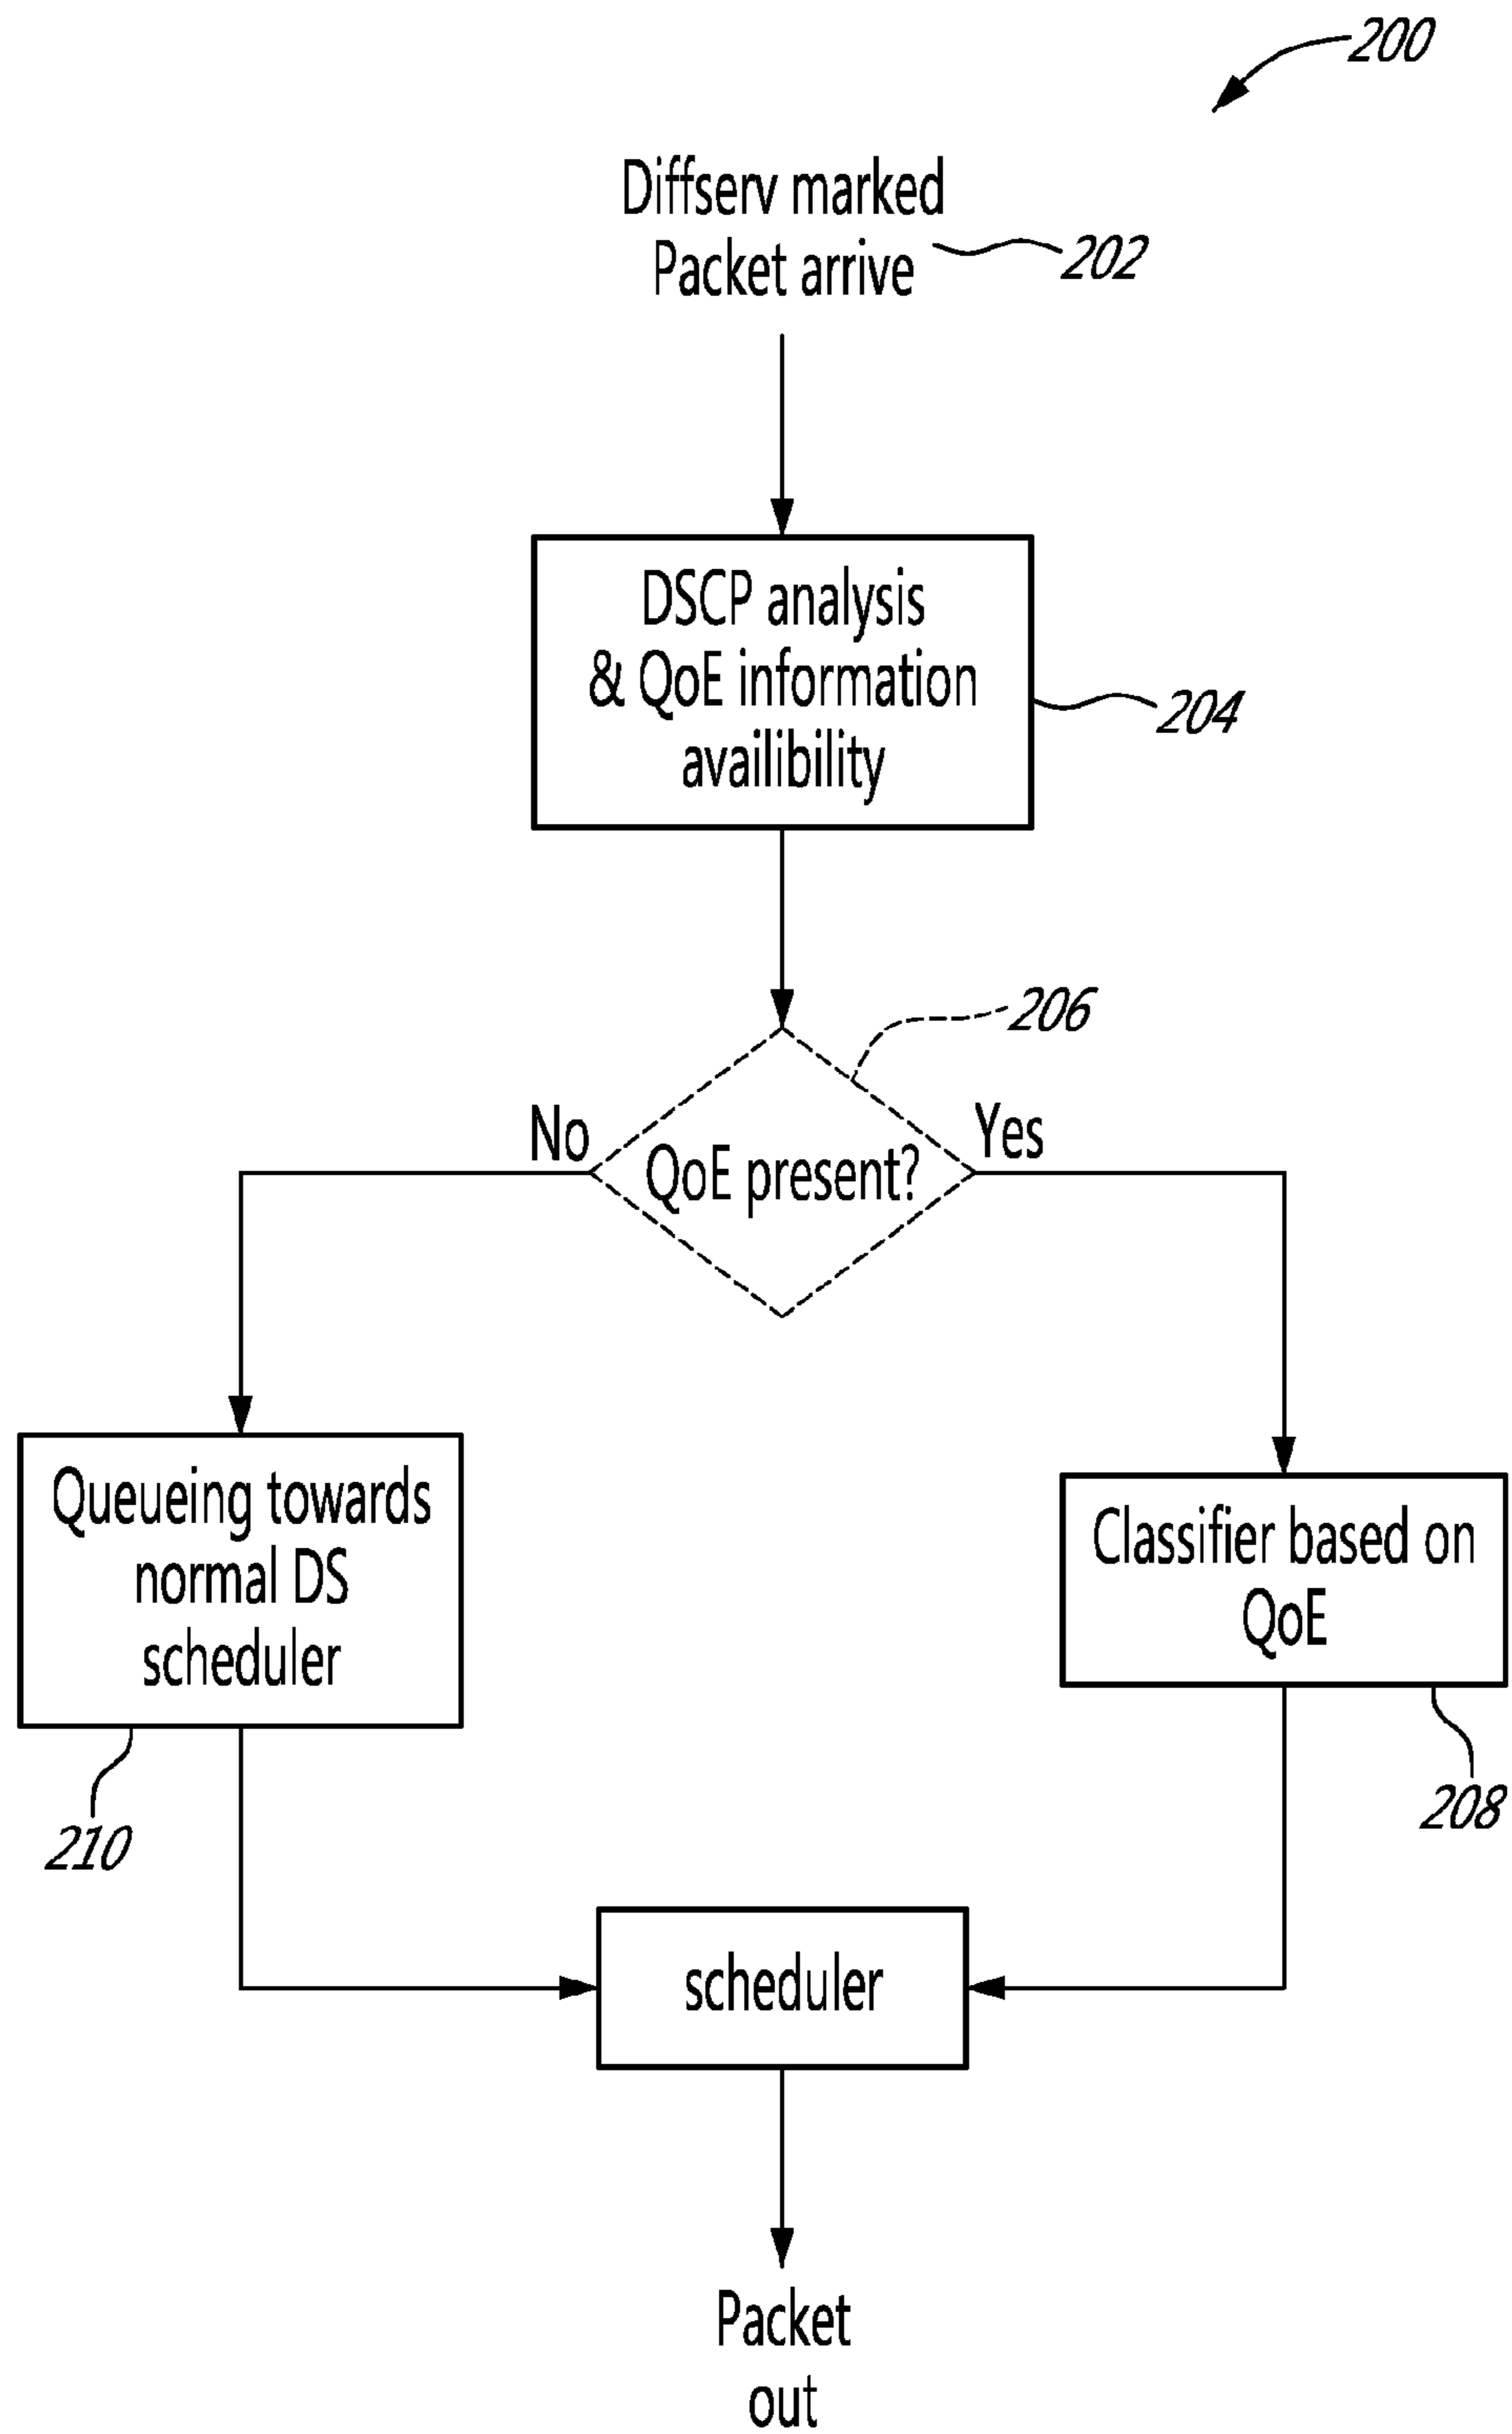 200
Diffserv marked
Packet arrive
202
DSCP analysis
& QoE information
availibility
204
206
No
QoE present?
Yes
Queueing towards
normal DS
scheduler
Classifier based on
QoE
210
208
scheduler
Packet
out